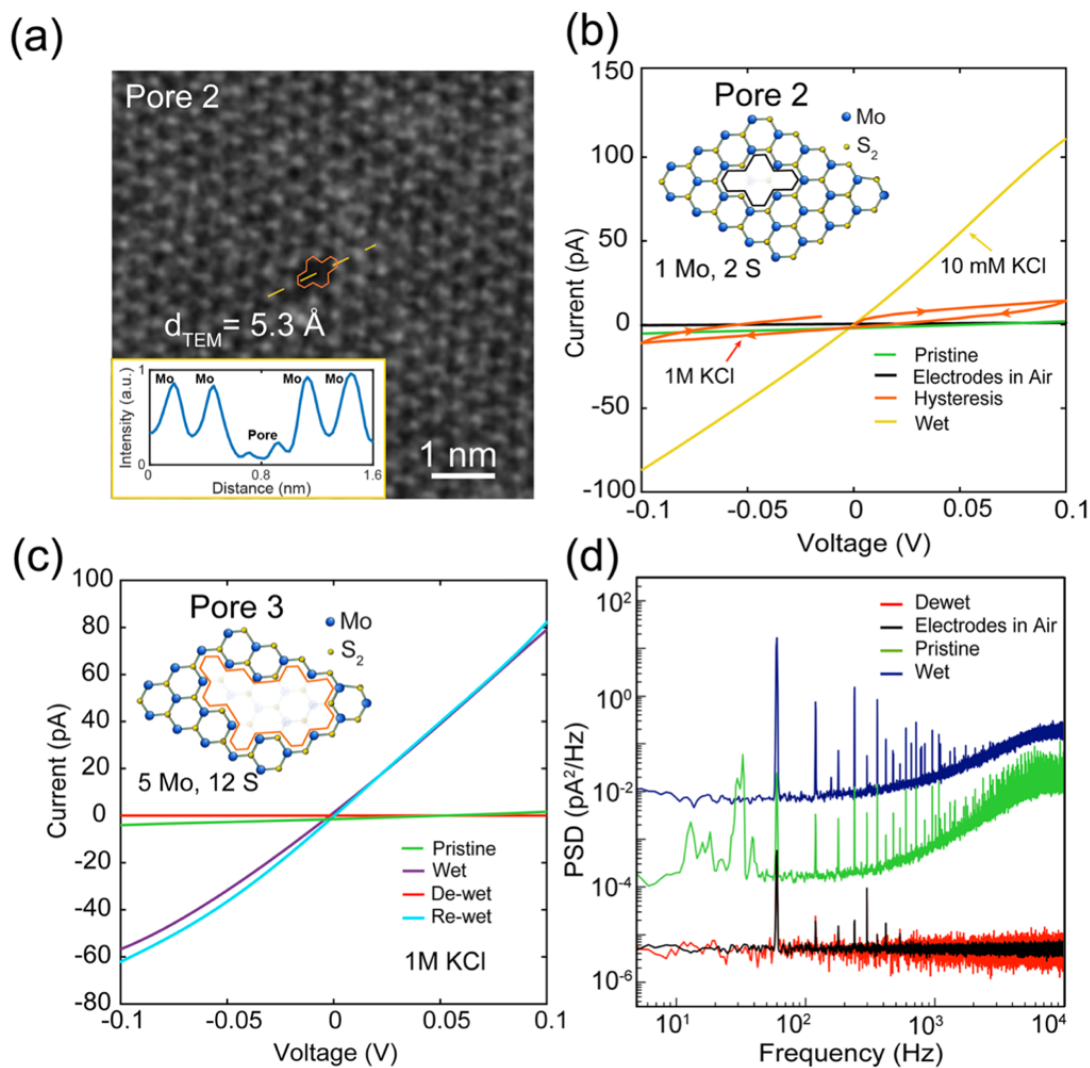 (a)
Pore 2
d_TEM = 5.3 Å
1
Mo
Mo
Mo
Mo
Pore
Intensity (a.u.)
0
0
0.8
1.6
Distance (nm)
1 nm
(b)
150
100
50
0
-50
-100
Current (pA)
Pore 2
Mo
S₂
1 Mo, 2 S
10 mM KCl
1M KCl
Pristine
Electrodes in Air
Hysteresis
Wet
-0.1
-0.05
0
0.05
0.1
Voltage (V)
(c)
100
80
60
40
20
0
-20
-40
-60
-80
Current (pA)
Pore 3
Mo
S₂
5 Mo, 12 S
Pristine
Wet
De-wet
Re-wet
1M KCl
-0.1
-0.05
0
0.05
0.1
Voltage (V)
(d)
10²
10⁰
10⁻²
10⁻⁴
10⁻⁶
PSD (pA²/Hz)
Dewet
Electrodes in Air
Pristine
Wet
10¹
10²
10³
10⁴
Frequency (Hz)